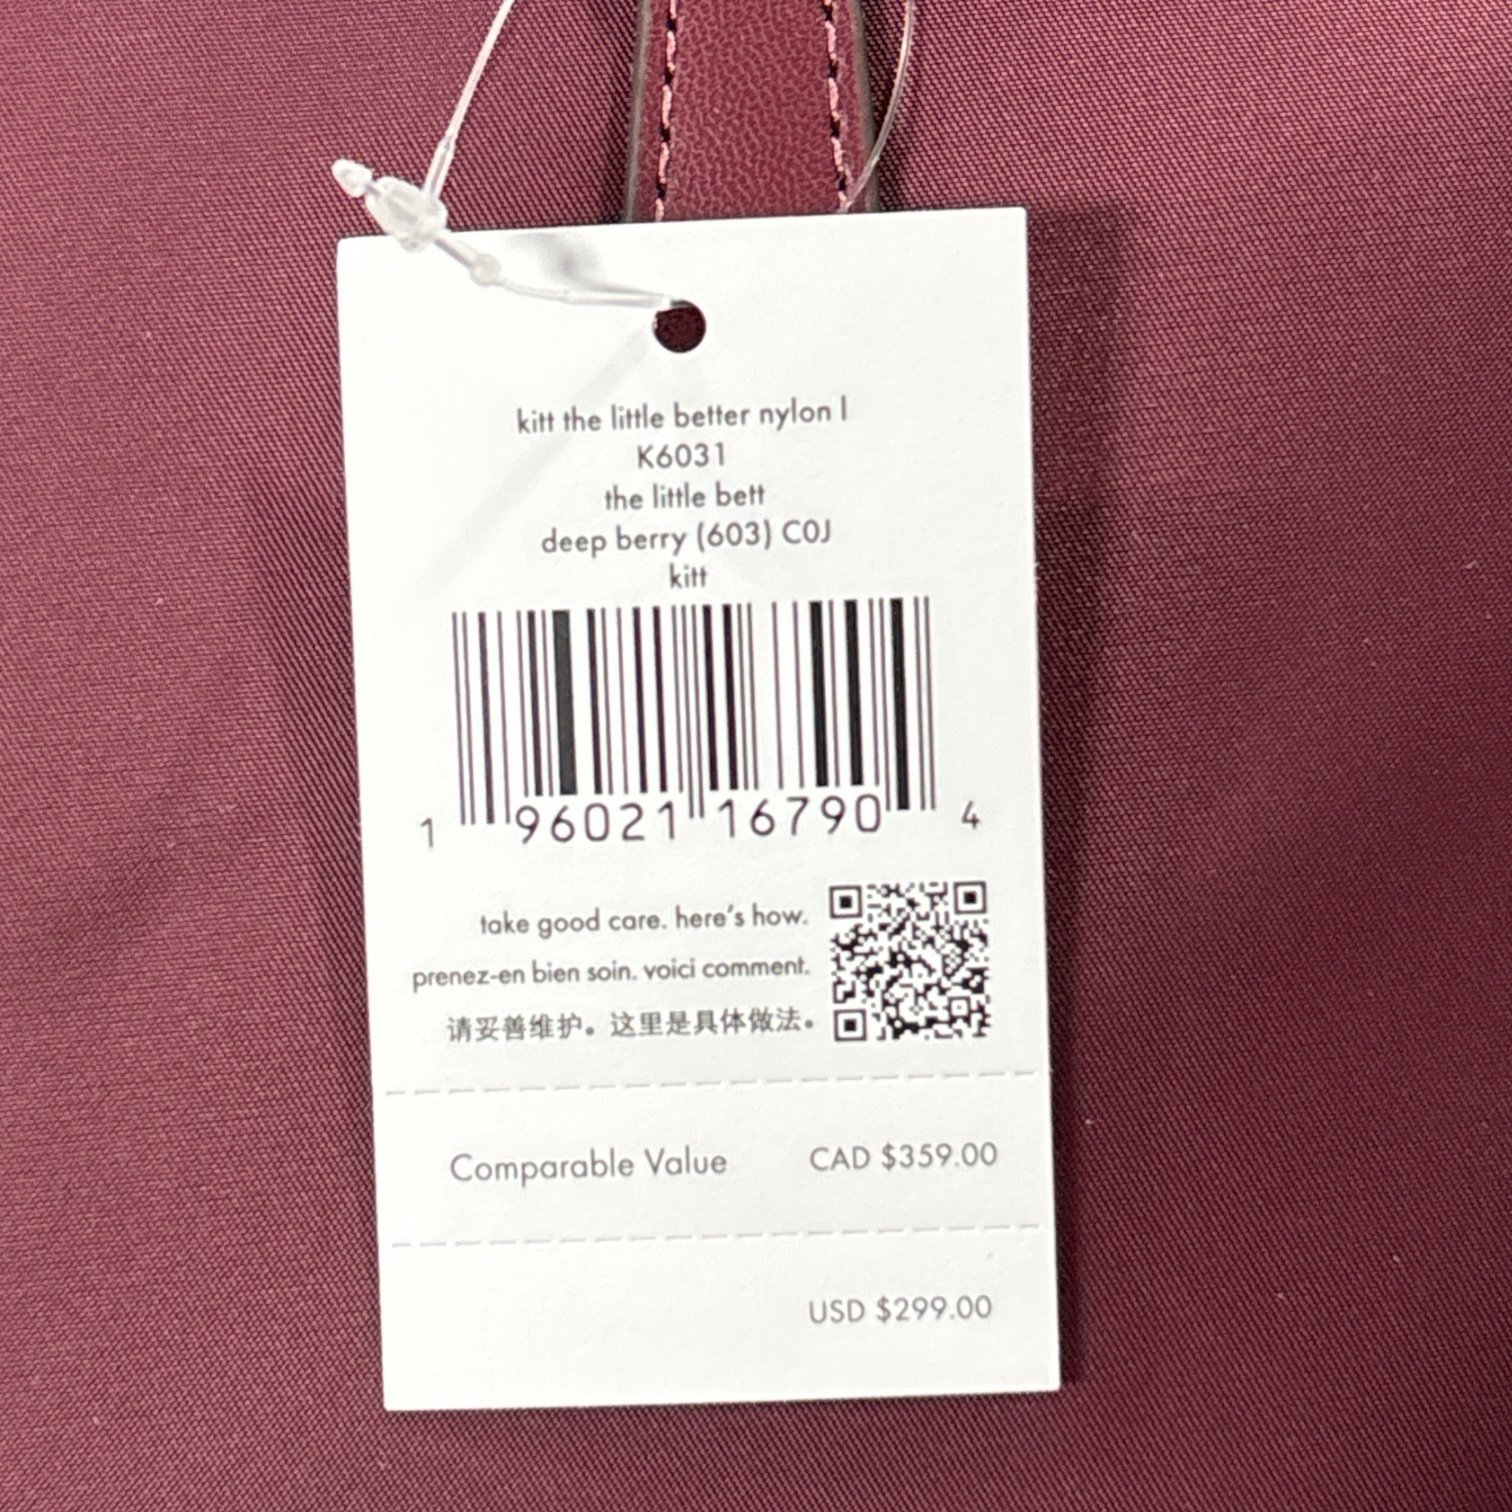 kitt the little better nylon l
K6031
the little bett
deep berry (603) C0J
kitt
1 96021 16790 4
take good care. here's how.
prenez-en bien soin. voici comment.
请妥善维护。这里是具体做法。
Comparable Value CAD $359.00
USD $299.00